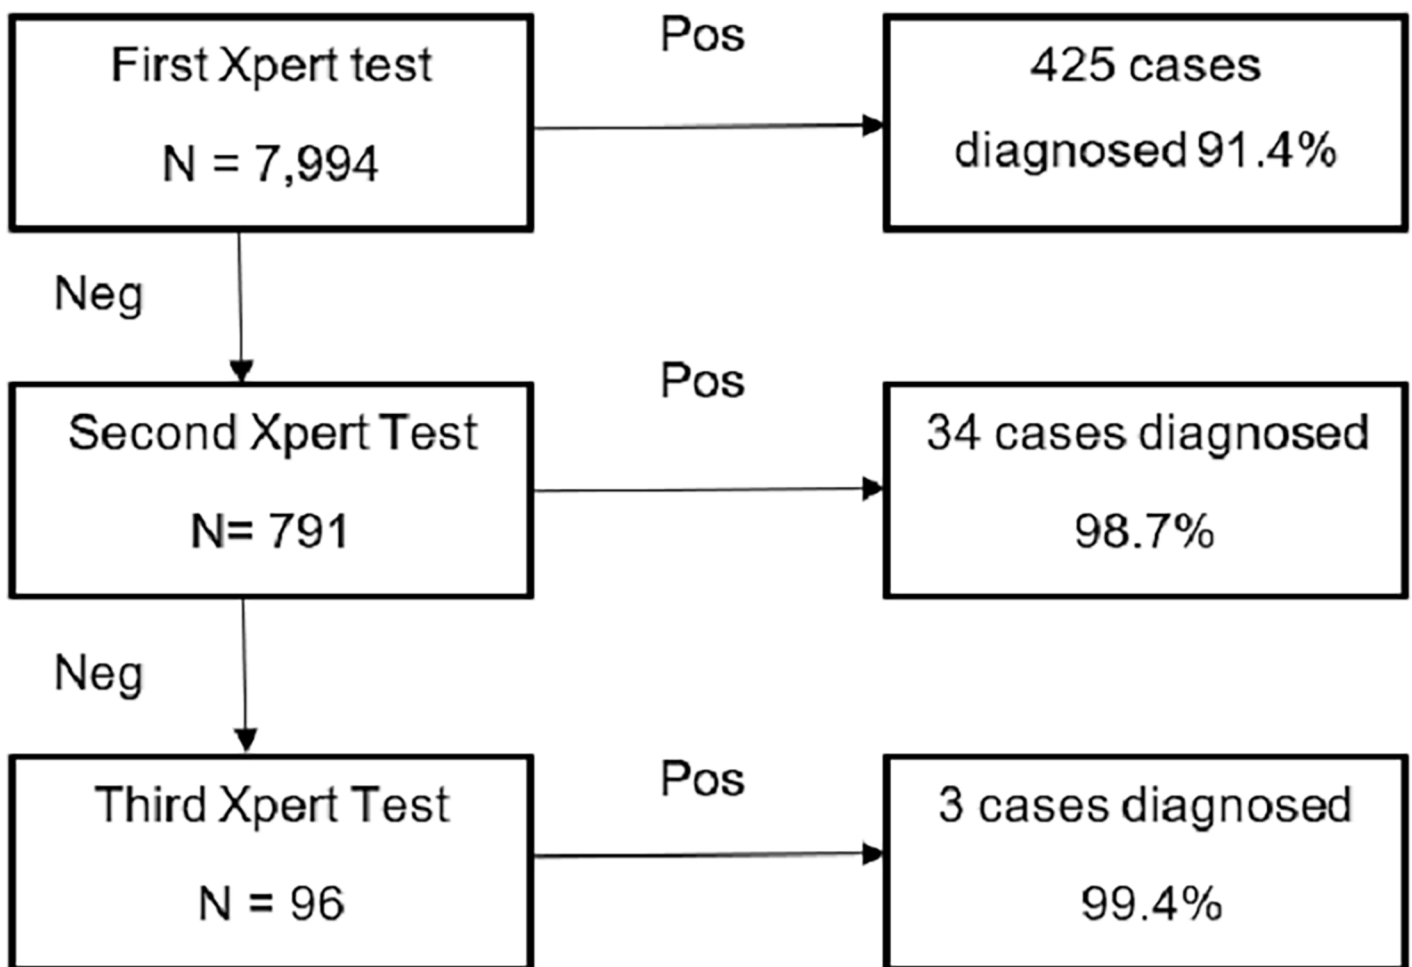 First Xpert test
N = 7,994
Pos
425 cases
diagnosed 91.4%
Neg
Second Xpert Test
N= 791
Pos
34 cases diagnosed
98.7%
Neg
Third Xpert Test
N = 96
Pos
3 cases diagnosed
99.4%